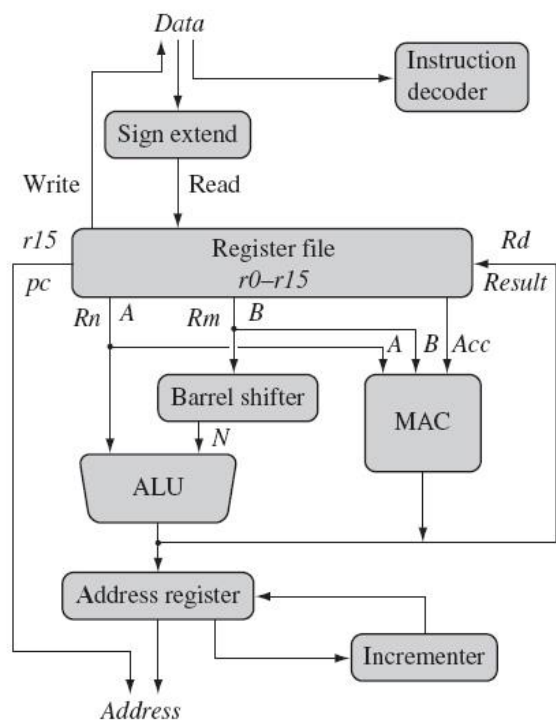 Data
Instruction
decoder
Sign extend
Write
Read
r15
Register file
Rd
pc
r0–r15
Result
Rn
A
Rm
B
A
B
Acc
Barrel shifter
MAC
N
ALU
Address register
Incrementer
Address